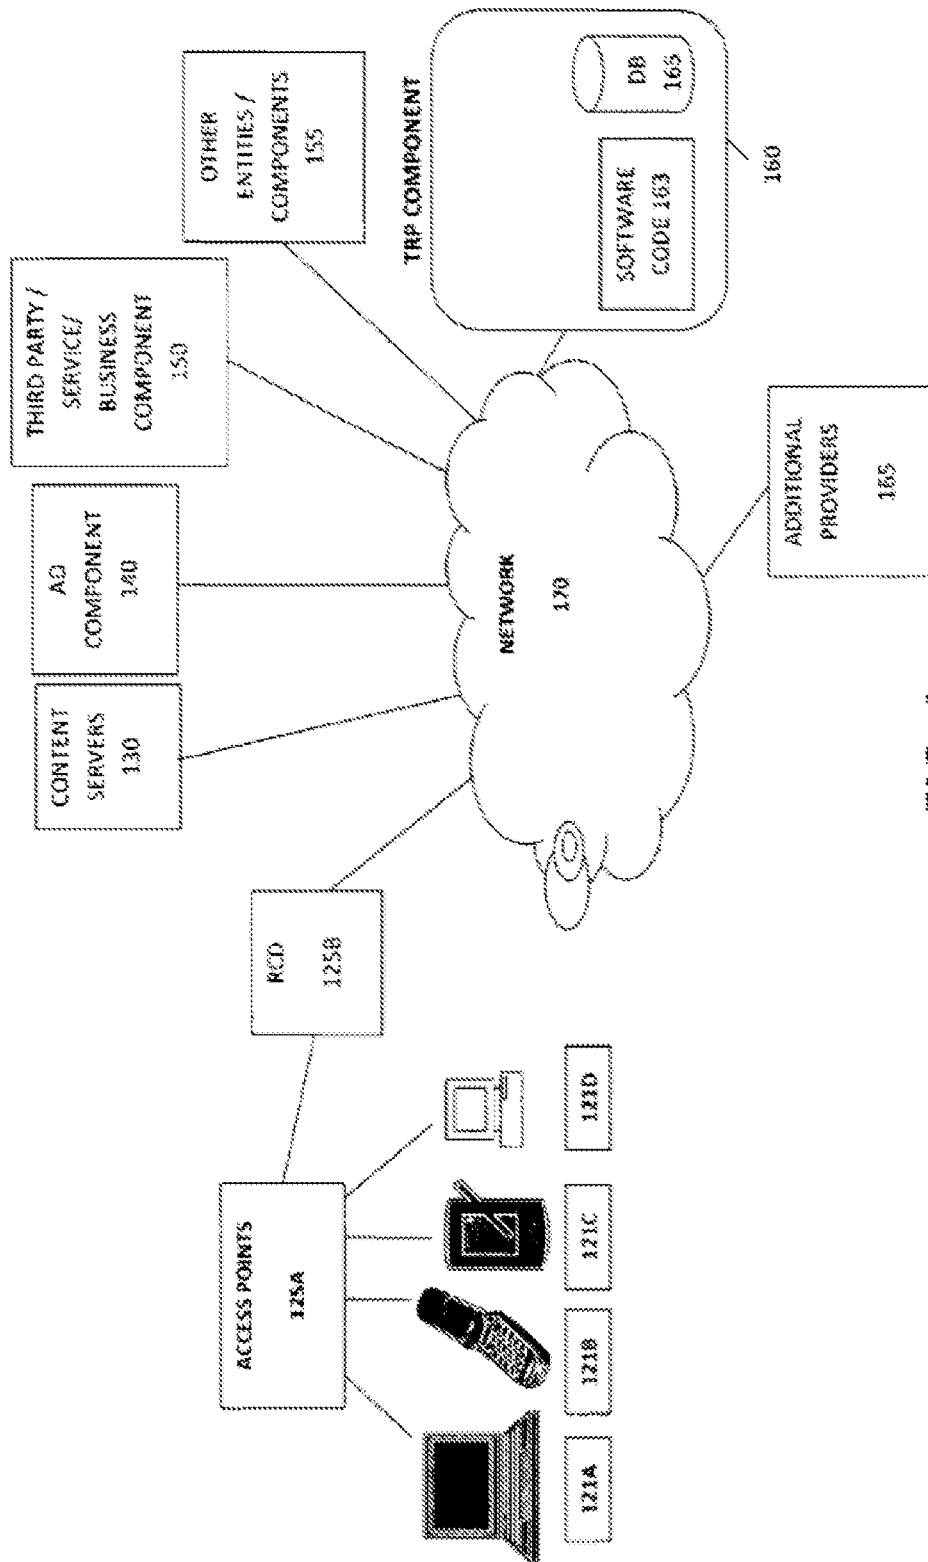 ACCESS POINTS
125A
121A
121B
121C
121D
RCD
125B
CONTENT
SERVERS
130
AD
COMPONENT
140
THIRD PARTY /
SERVICE/
BUSINESS
COMPONENT
150
OTHER
ENTITIES /
COMPONENTS
155
NETWORK
170
TRP COMPONENT
SOFTWARE
CODE 163
DB
165
160
ADDITIONAL
PROVIDERS
165